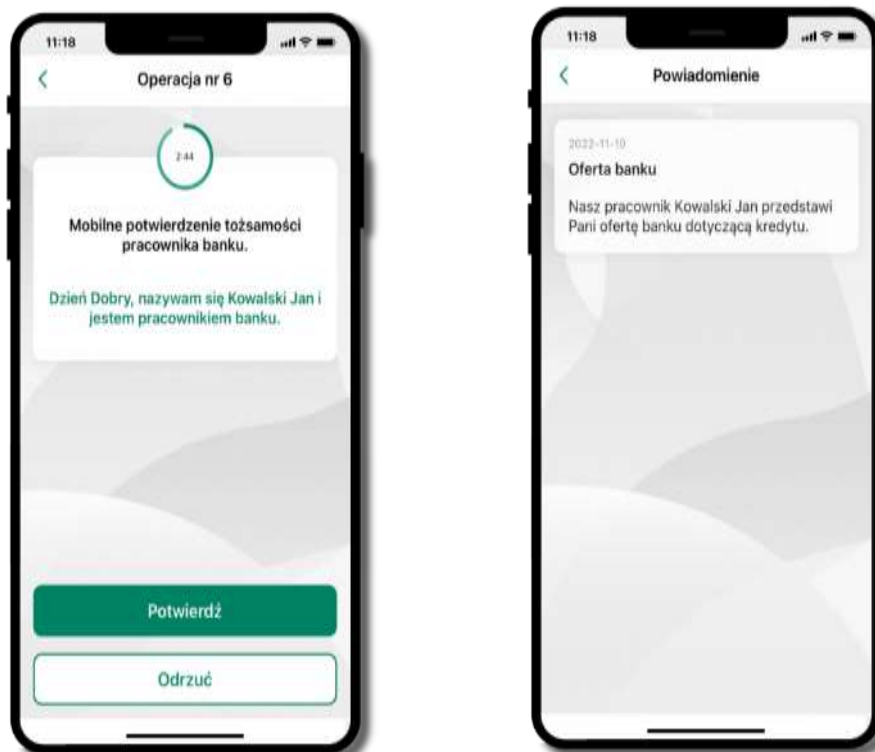 11:18
Operacja nr 6
2:44
Mobilne potwierdzenie tożsamości
pracownika banku.
Dzień Dobry, nazywam się Kowalski Jan i
jestem pracownikiem banku.
Potwierdź
Odrzuć
11:18
Powiadomienie
2022-11-10
Oferta banku
Nasz pracownik Kowalski Jan przedstawi
Pani ofertę banku dotyczącą kredytu.